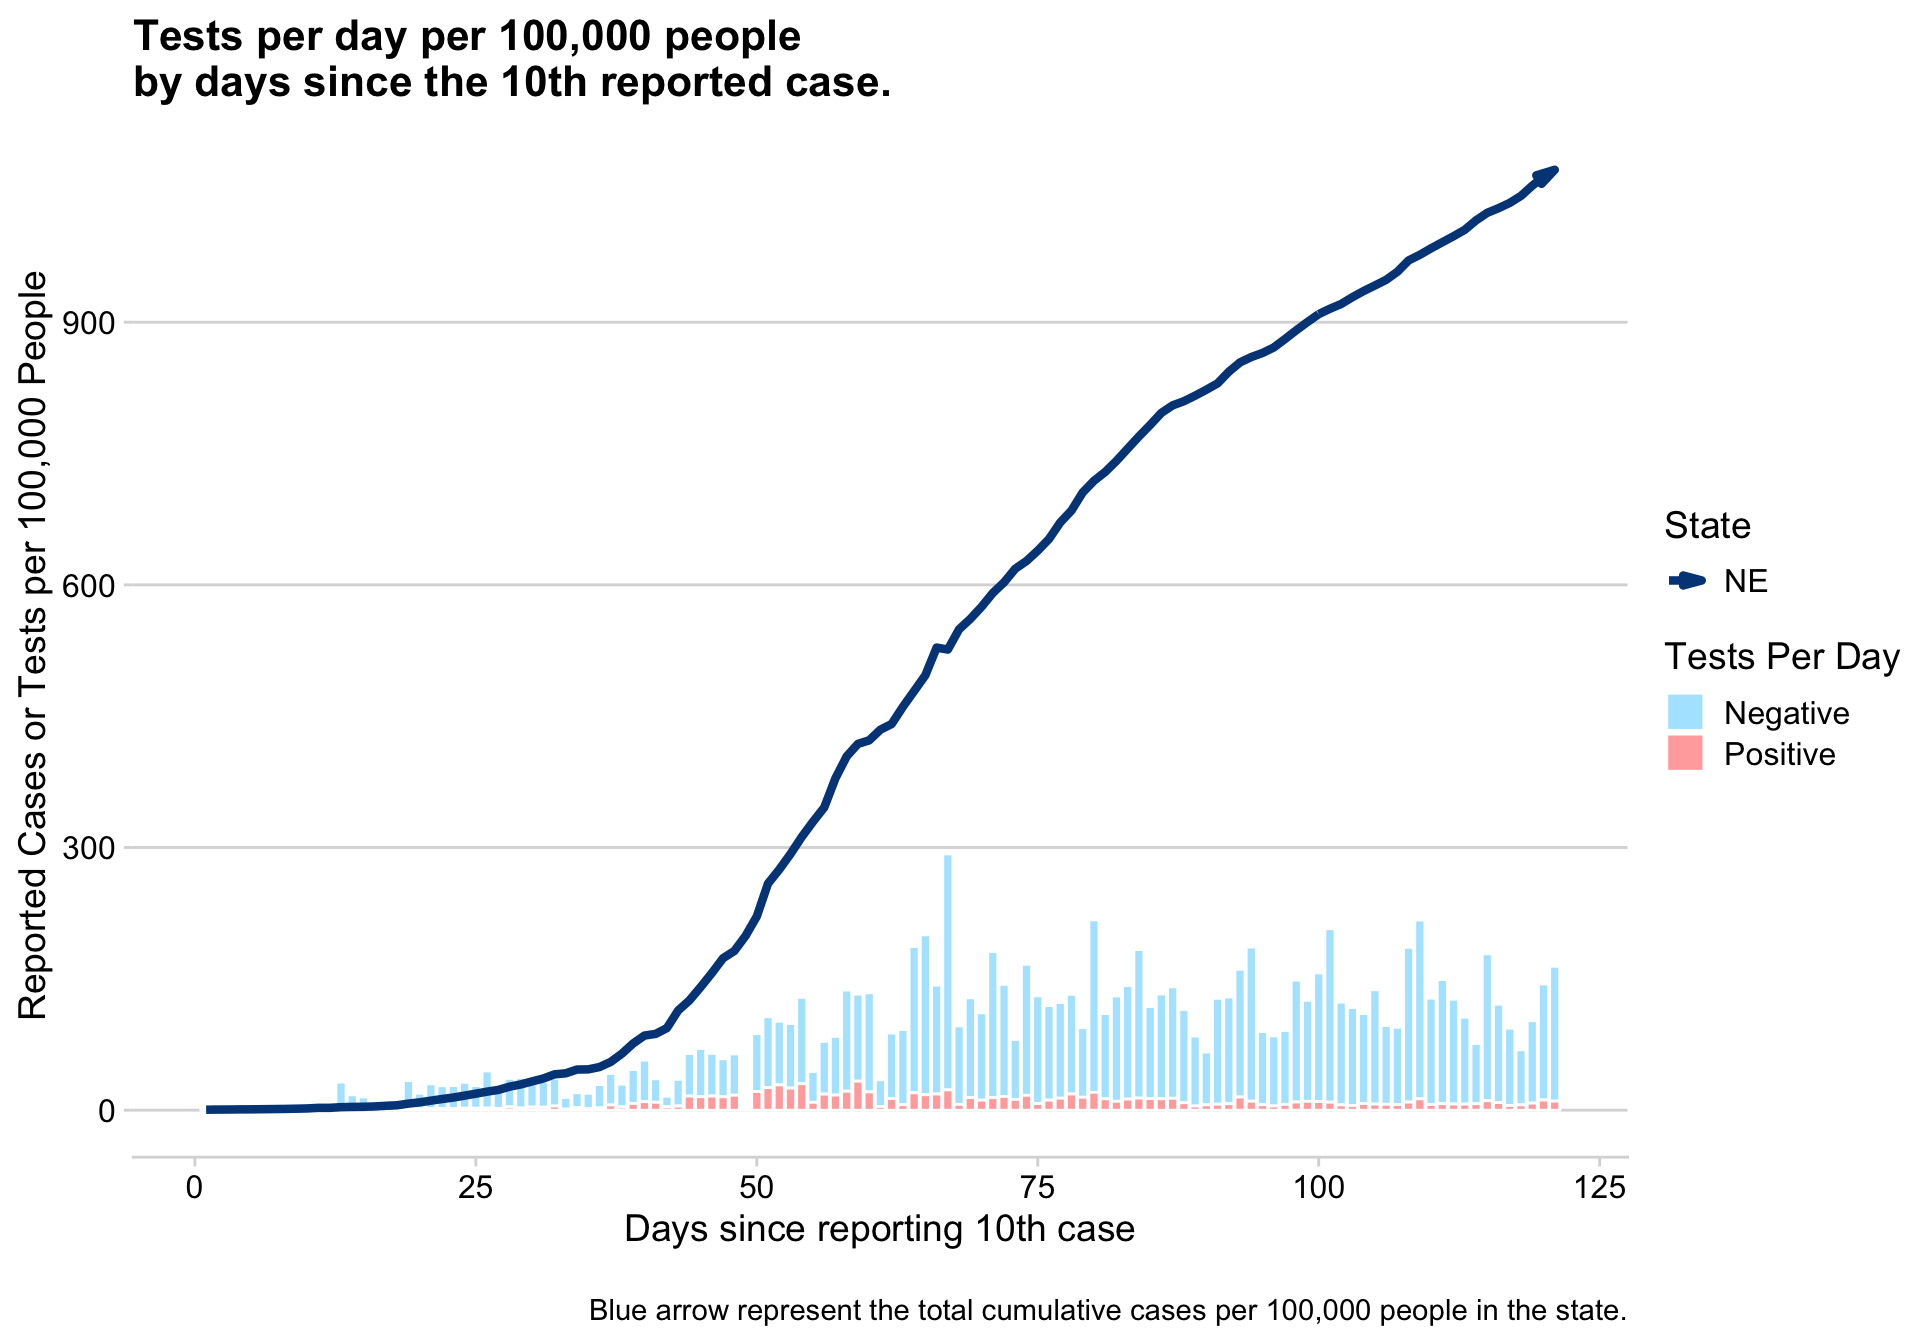 Tests per day per 100,000 people
by days since the 10th reported case.
Reported Cases or Tests per 100,000 People
900
600
300
0
0 25 50 75 100 125
Days since reporting 10th case
State
NE
Tests Per Day
Negative
Positive
Blue arrow represent the total cumulative cases per 100,000 people in the state.